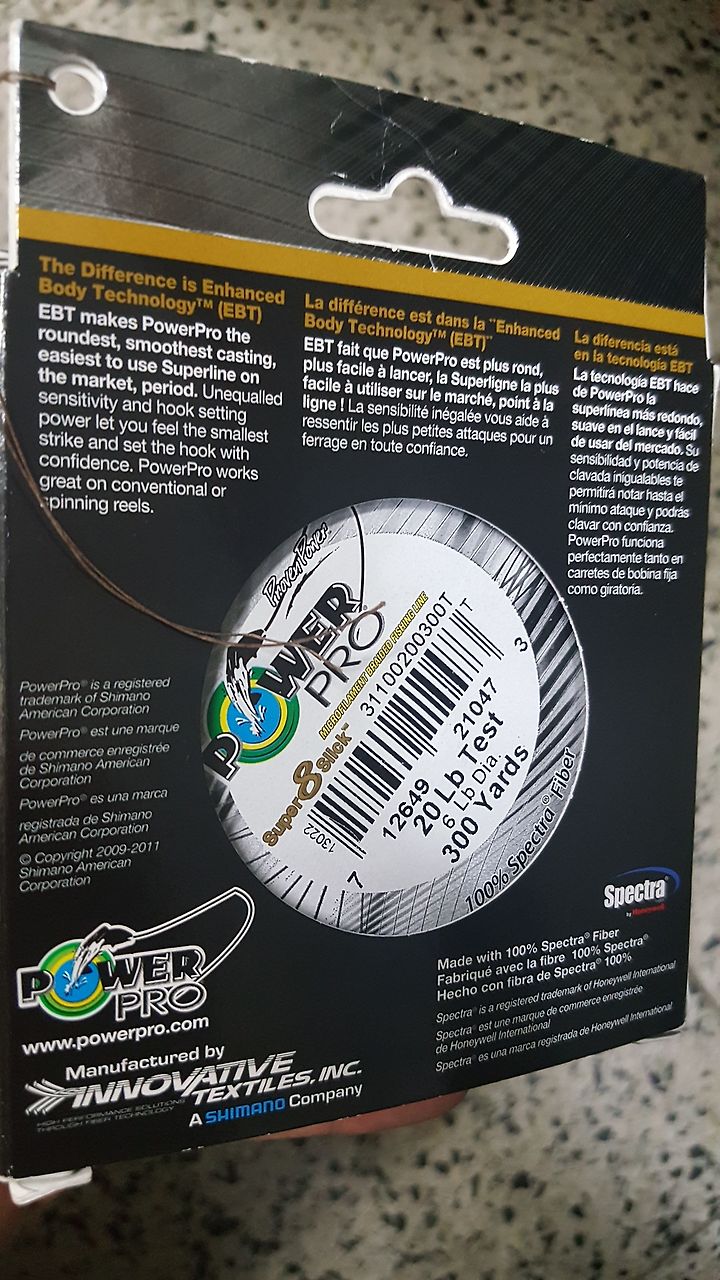 The Difference is Enhanced
Body Technology™ (EBT)
EBT makes PowerPro the
roundest, smoothest casting,
easiest to use Superline on
the market, period. Unequalled
sensitivity and hook setting
power let you feel the smallest
strike and set the hook with
confidence. PowerPro works
great on conventional or
spinning reels.
La différence est dans la "Enhanced
Body Technology™ (EBT)"
EBT fait que PowerPro est plus rond,
plus facile à lancer, la Superligne la plus
facile à utiliser sur le marché, point à la
ligne ! La sensibilité inégalée vous aide à
ressentir les plus petites attaques pour un
ferrage en toute confiance.
La diferencia está
en la tecnología EBT
La tecnología EBT hace
de PowerPro la
superlínea más redondo,
suave en el lance y fácil
de usar del mercado. Su
sensibilidad y potencia de
clavada inigualables te
permitirá notar hasta el
mínimo ataque y podrás
clavar con confianza.
PowerPro funciona
perfectamente tanto en
carretes de bobina fija
como giratoria.
Proven Power
POWER
PRO
MICROFILAMENT BRAIDED FISHING LINE
Super 8 Slick™
31100200300T
T
3
13022
7
12649 21047
20 Lb Test
6 Lb Dia.
300 Yards
100% Spectra® Fiber
PowerPro® is a registered
trademark of Shimano
American Corporation
PowerPro® est une marque
de commerce enregistrée
de Shimano American
Corporation
PowerPro® es una marca
registrada de Shimano
American Corporation
© Copyright 2009-2011
Shimano American
Corporation
POWER
PRO
www.powerpro.com
Manufactured by
INNOVATIVE
TEXTILES, INC.
HIGH PERFORMANCE SOLUTIONS
THROUGH FIBER TECHNOLOGY
A SHIMANO Company
Spectra®
by Honeywell
Made with 100% Spectra® Fiber
Fabriqué avec la fibre 100% Spectra®
Hecho con fibra de Spectra® 100%
Spectra® is a registered trademark of Honeywell International
Spectra® est une marque de commerce enregistrée
de Honeywell International
Spectra® es una marca registrada de Honeywell International